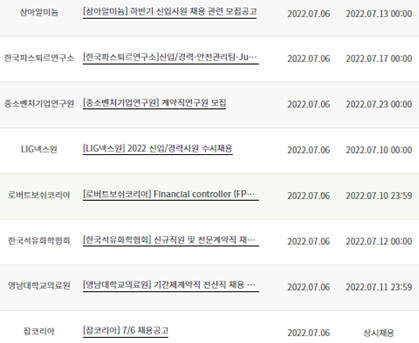 삼아알미늄 [삼아알미늄] 하반기 신입사원 채용 관련 모집공고 2022.07.06 2022.07.13 00:00
한국파스퇴르연구소 [한국파스퇴르연구소]신입/경력-안전관리팀-Ju… 2022.07.06 2022.07.17 00:00
중소벤처기업연구원 [중소벤처기업연구원] 계약직연구원 모집 2022.07.06 2022.07.23 00:00
LIG넥스원 [LIG넥스원] 2022 신입/경력사원 수시채용 2022.07.06 2022.07.10 00:00
로버트보쉬코리아 [로버트보쉬코리아] Financial controller (FP… 2022.07.06 2022.07.10 23:59
한국석유화학협회 [한국석유화학협회] 신규직원 및 전문계약직 채… 2022.07.06 2022.07.12 00:00
영남대학교의료원 [영남대학교의료원] 기간제계약직 전산직 채용 … 2022.07.06 2022.07.11 23:59
잡코리아 [잡코리아] 7/6 채용공고 2022.07.06 상시채용